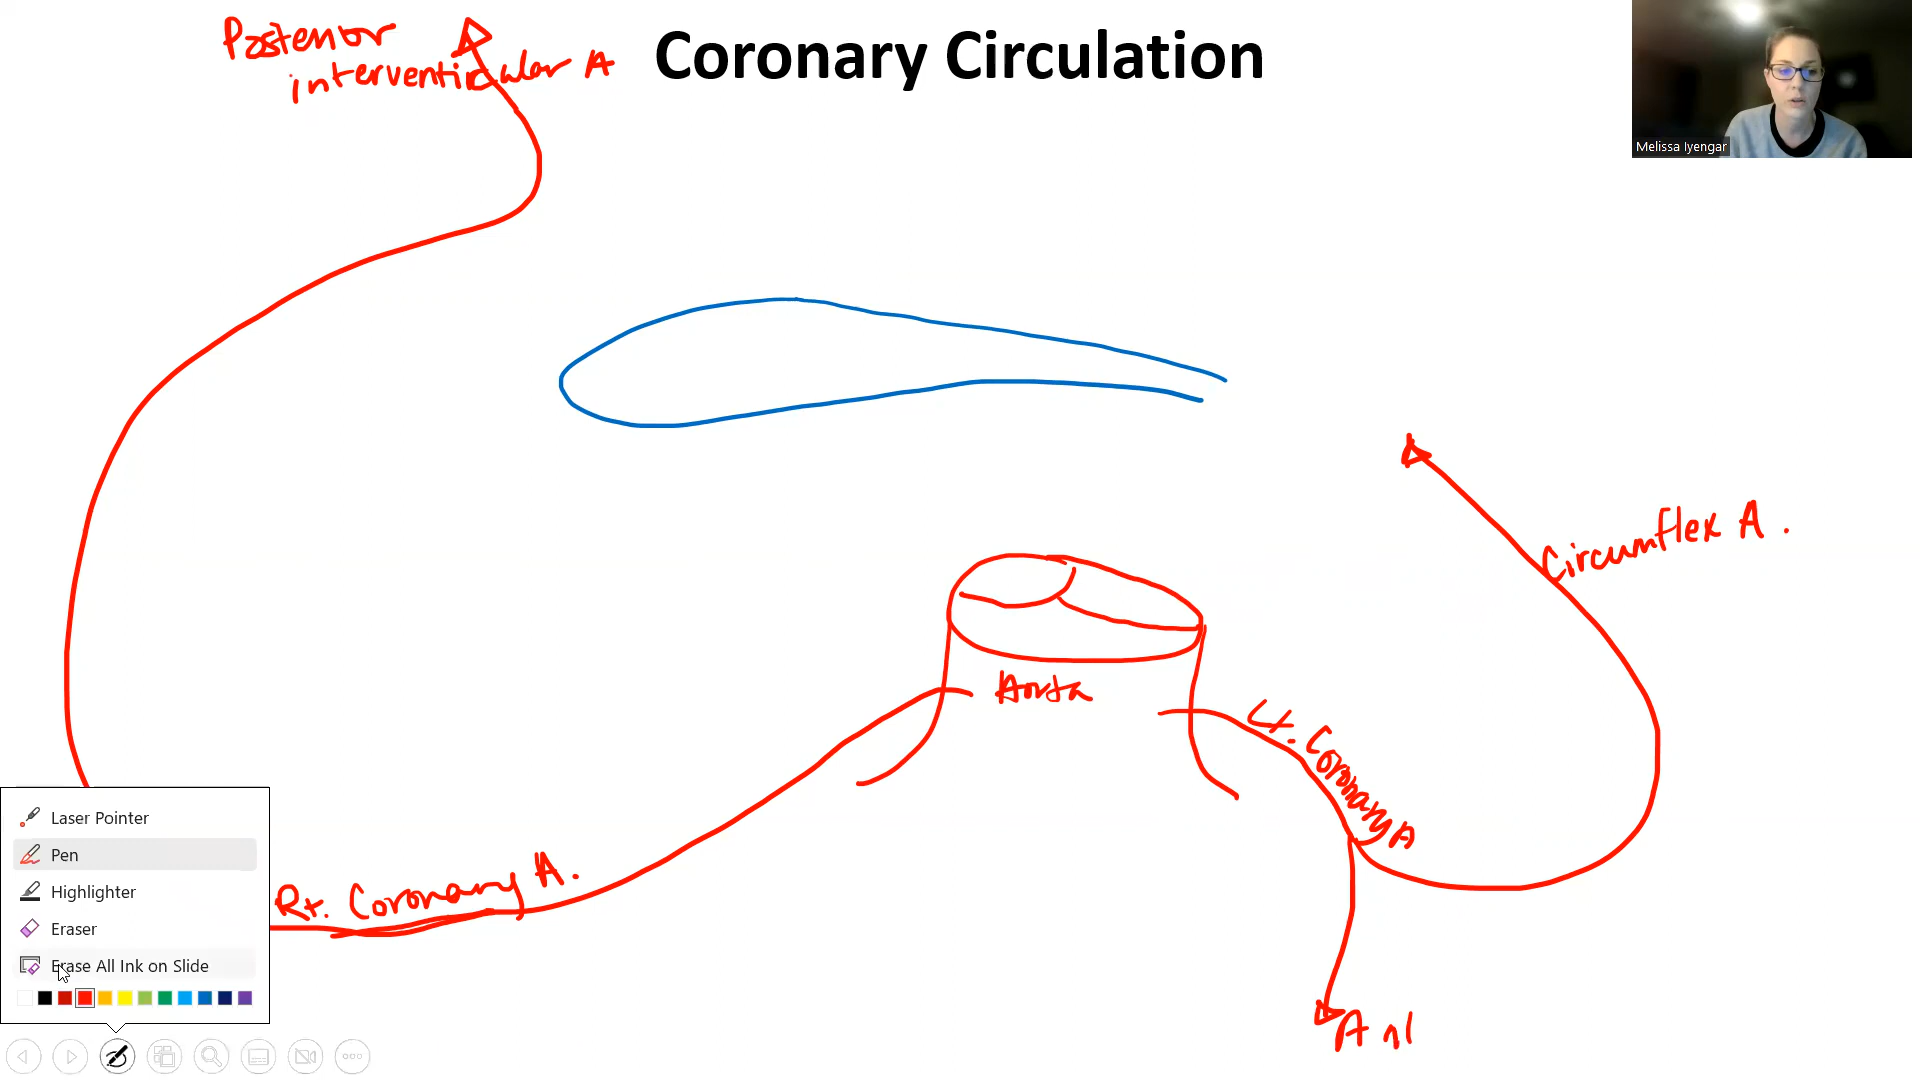 Posterior
interventricular A
Coronary Circulation
Melissa Iyengar
Circumflex A.
Aorta
Lt. Coronary A
Rt. Coronary A.
Laser Pointer
Pen
Highlighter
Eraser
Erase All Ink on Slide
A